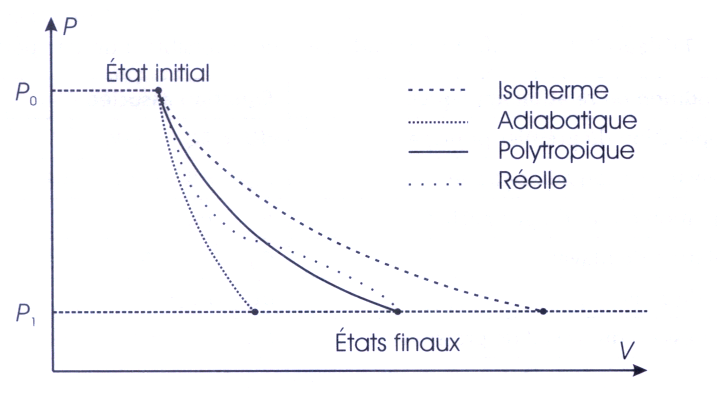 P
État initial
P₀
Isotherme
Adiabatique
Polytropique
Réelle
P₁
États finaux
V